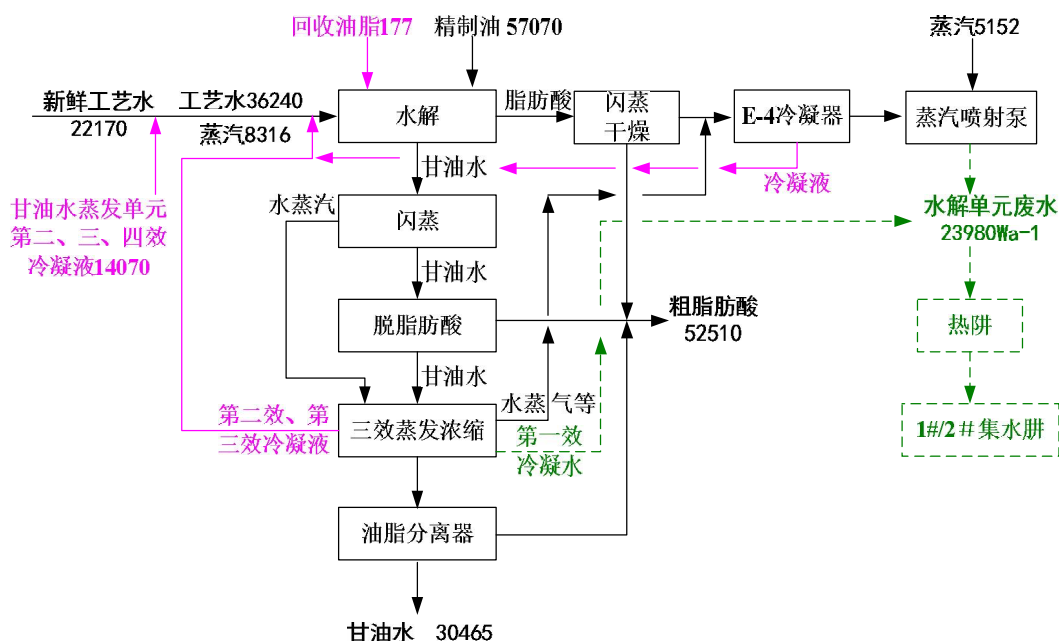 回收油脂177
精制油 57070
蒸汽5152
新鲜工艺水
22170
工艺水36240
蒸汽8316
水解
脂肪酸
闪蒸
干燥
E-4冷凝器
蒸汽喷射泵
甘油水
冷凝液
甘油水蒸发单元
第二、三、四效
冷凝液14070
水蒸汽
闪蒸
水解单元废水
23980Wa-1
甘油水
脱脂肪酸
粗脂肪酸
52510
热阱
甘油水
第二效、第
三效冷凝液
三效蒸发浓缩
水蒸气等
第一效
冷凝水
1#/2＃集水肼
油脂分离器
甘油水 30465